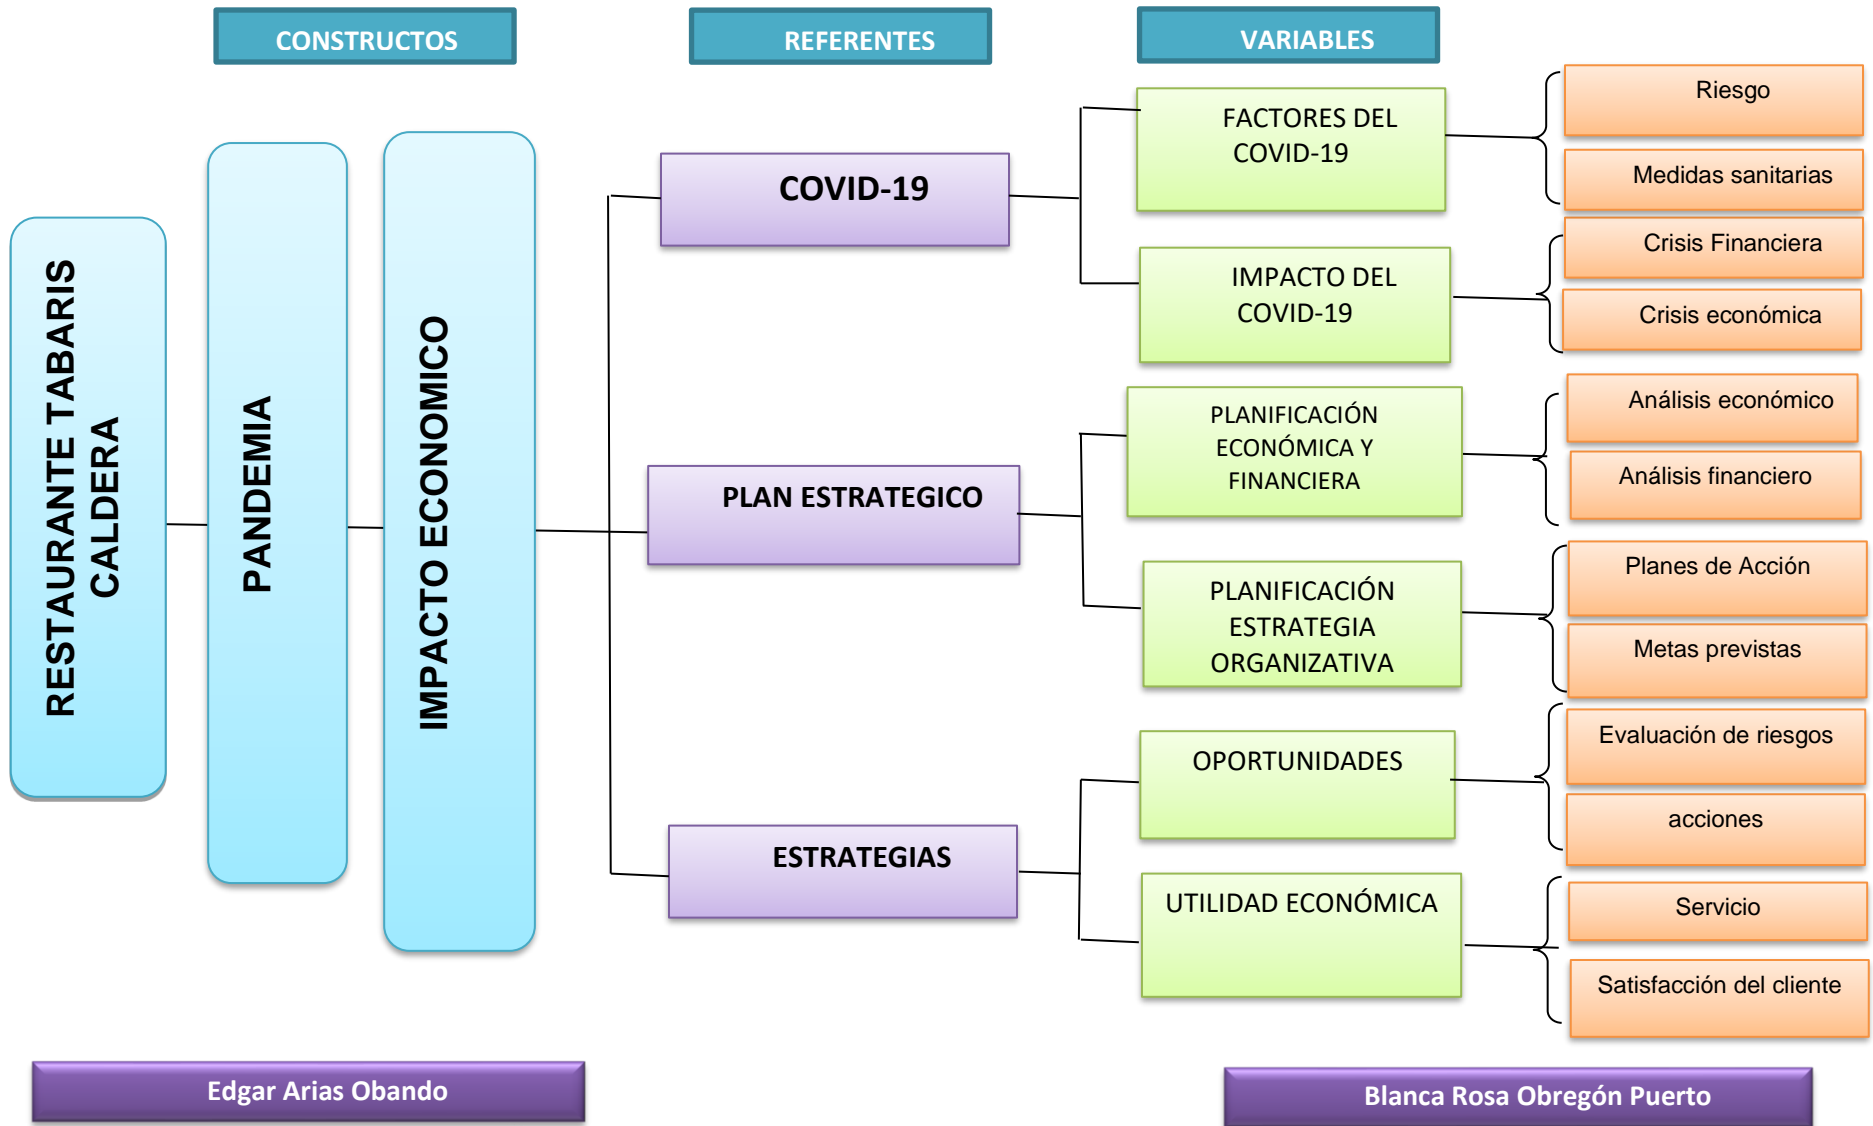 CONSTRUCTOS
REFERENTES
VARIABLES
RESTAURANTE TABARIS
CALDERA
PANDEMIA
IMPACTO ECONOMICO
COVID-19
FACTORES DEL
COVID-19
Riesgo
Medidas sanitarias
IMPACTO DEL
COVID-19
Crisis Financiera
Crisis económica
PLAN ESTRATEGICO
PLANIFICACIÓN
ECONÓMICA Y
FINANCIERA
Análisis económico
Análisis financiero
PLANIFICACIÓN
ESTRATEGIA
ORGANIZATIVA
Planes de Acción
Metas previstas
ESTRATEGIAS
OPORTUNIDADES
Evaluación de riesgos
acciones
UTILIDAD ECONÓMICA
Servicio
Satisfacción del cliente
Edgar Arias Obando
Blanca Rosa Obregón Puerto